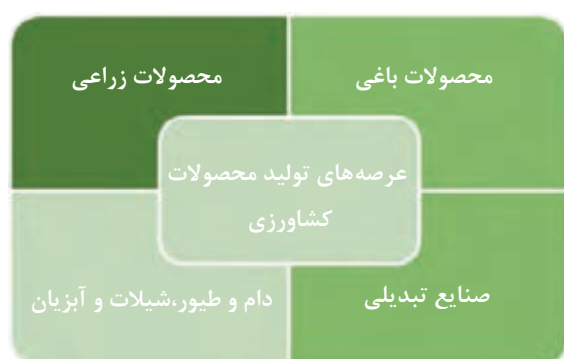 محصولات باغی
محصولات زراعی
عرصه‌های تولید محصولات
کشاورزی
صنایع تبدیلی
دام و طیور،شیلات و آبزیان